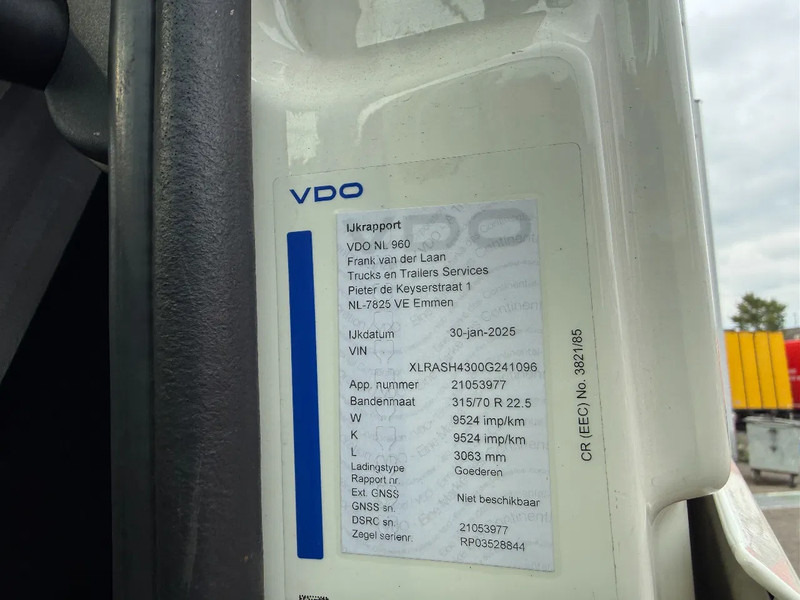 VDO
IJkrapport
VDO NL 960
Frank van der Laan
Trucks en Trailers Services
Pieter de Keyserstraat 1
NL-7825 VE Emmen
IJkdatum 30-jan-2025
VIN
XLRASH4300G241096
App. nummer 21053977
Bandenmaat 315/70 R 22.5
W 9524 imp/km
K 9524 imp/km
L 3063 mm
Ladingstype Goederen
Rapport nr.
Ext. GNSS Niet beschikbaar
GNSS sn.
DSRC sn. 21053977
Zegel serienr. RP03528844
CR (EEC) No. 3821/85
VDO